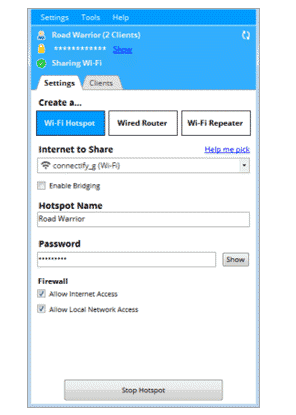 Settings Tools Help
Road Warrior (2 Clients)
************ Show
Sharing Wi-Fi
Settings Clients
Create a...
Wi-Fi Hotspot Wired Router Wi-Fi Repeater
Internet to Share Help me pick
connectify_g (Wi-Fi)
Enable Bridging
Hotspot Name
Road Warrior
Password
••••••••• Show
Firewall
Allow Internet Access
Allow Local Network Access
Stop Hotspot